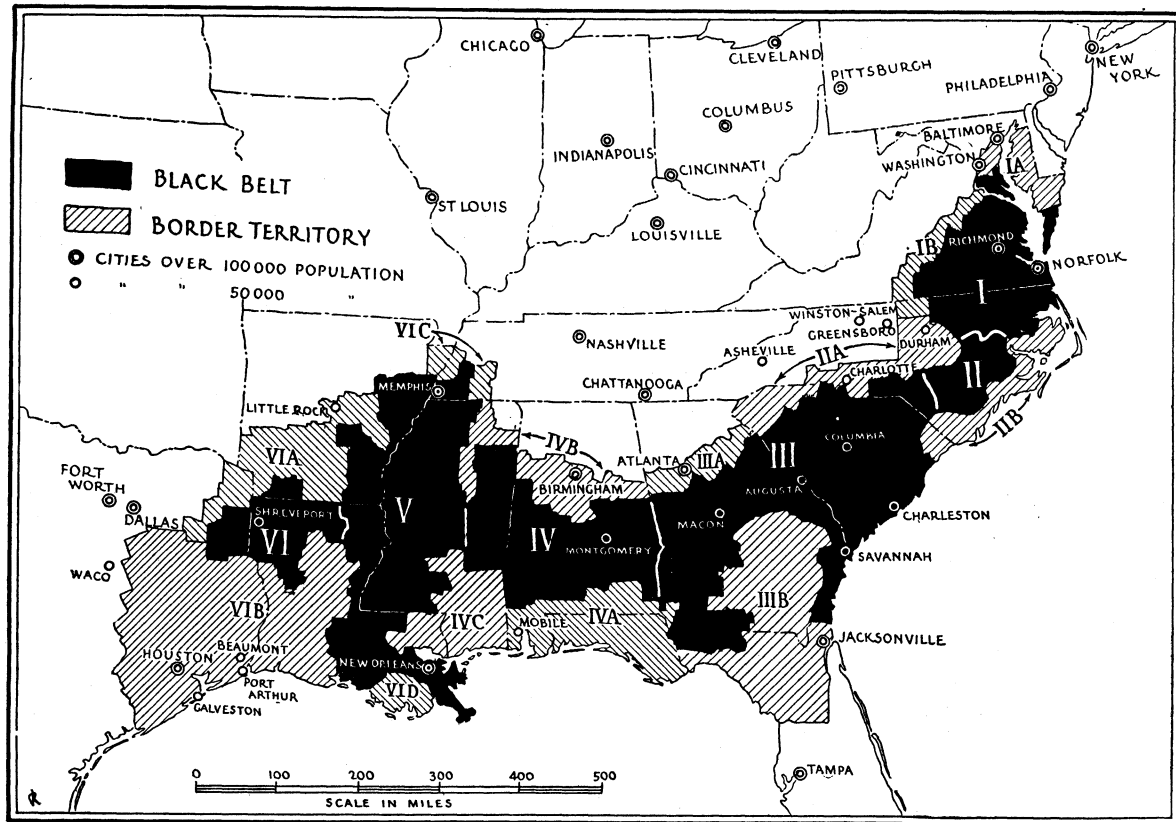 CHICAGO
CLEVELAND
NEW
YORK
PITTSBURGH
PHILADELPHIA
COLUMBUS
INDIANAPOLIS
BALTIMORE
WASHINGTON
IA
CINCINNATI
BLACK BELT
ST LOUIS
BORDER TERRITORY
LOUISVILLE
IB
RICHMOND
NORFOLK
CITIES OVER 100 000 POPULATION
" " 50 000 "
I
WINSTON-SALEM
GREENSBORO
DURHAM
VIC
NASHVILLE
ASHEVILLE
IIA
CHARLOTTE
II
MEMPHIS
CHATTANOOGA
LITTLE ROCK
IIB
IVB
COLUMBIA
VIA
ATLANTA
IIIA
III
FORT
WORTH
BIRMINGHAM
AUGUSTA
DALLAS
SHREVEPORT
V
MACON
CHARLESTON
VI
IV
MONTGOMERY
SAVANNAH
WACO
VIB
IVC
MOBILE
IVA
IIIB
JACKSONVILLE
HOUSTON
BEAUMONT
NEW ORLEANS
PORT
ARTHUR
VID
GALVESTON
TAMPA
0 100 200 300 400 500
SCALE IN MILES